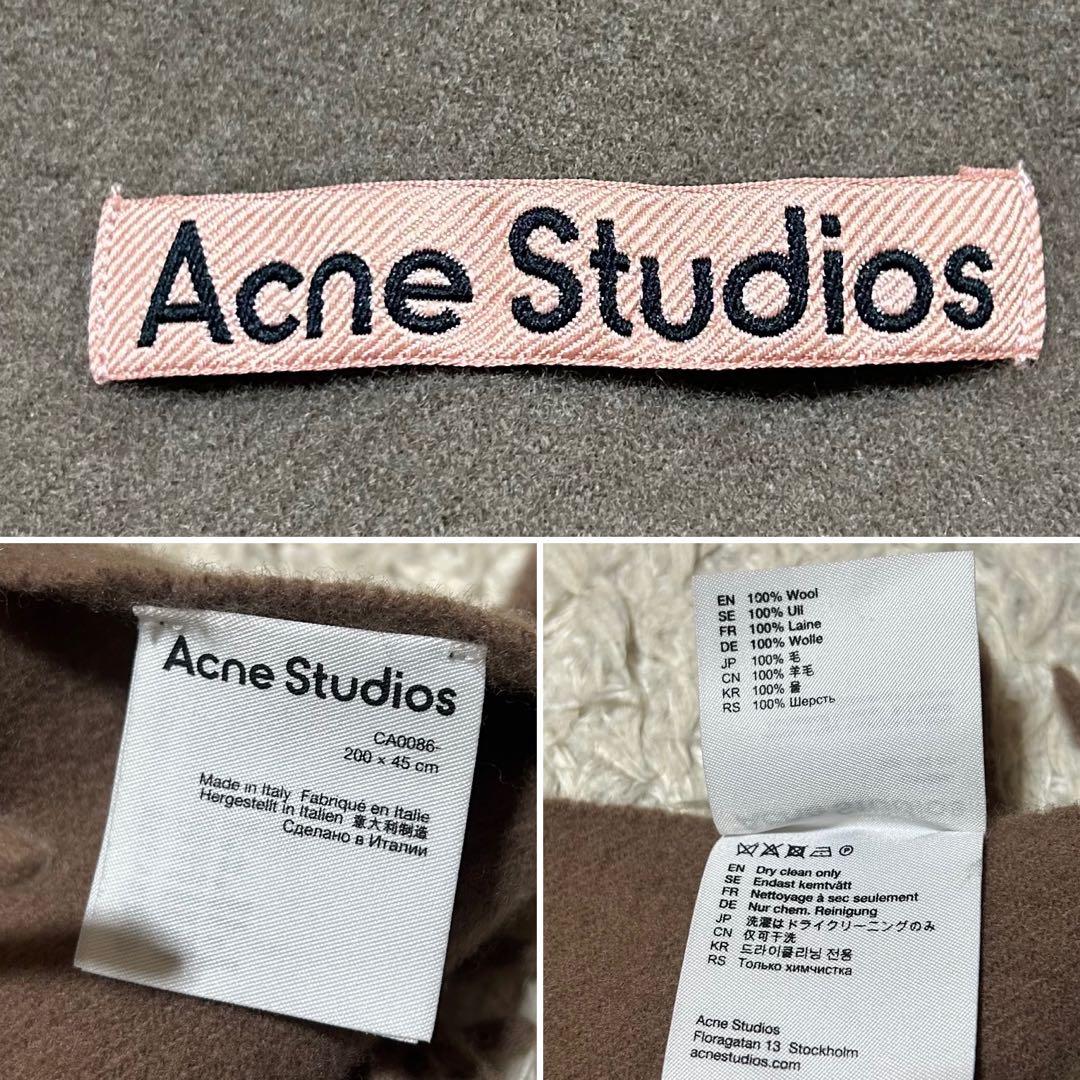 Acne Studios
Acne Studios
CA0086-
200 × 45 cm
Made in Italy Fabriqué en Italie
Hergestellt in Italien 意大利制造
Сделано в Италии
EN 100% Wool
SE 100% Ull
FR 100% Laine
DE 100% Wolle
JP 100% 毛
CN 100% 羊毛
KR 100% 울
RS 100% Шерсть
EN Dry clean only
SE Endast kemtvätt
FR Nettoyage à sec seulement
DE Nur chem. Reinigung
JP 洗濯はドライクリーニングのみ
CN 仅可干洗
KR 드라이클리닝 전용
RS Только химчистка
Acne Studios
Floragatan 13 Stockholm
acnestudios.com